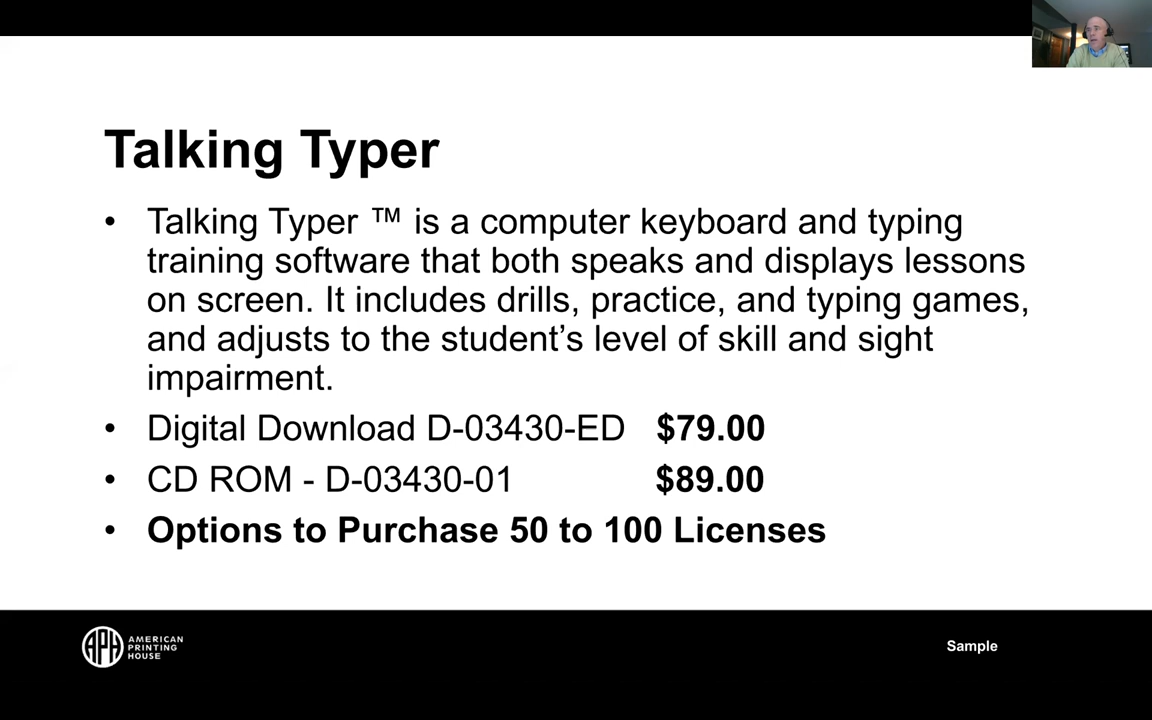 Talking Typer
• Talking Typer ™ is a computer keyboard and typing
training software that both speaks and displays lessons
on screen. It includes drills, practice, and typing games,
and adjusts to the student’s level of skill and sight
impairment.
• Digital Download D-03430-ED $79.00
• CD ROM - D-03430-01 $89.00
• Options to Purchase 50 to 100 Licenses
APH
AMERICAN
PRINTING
HOUSE
Sample